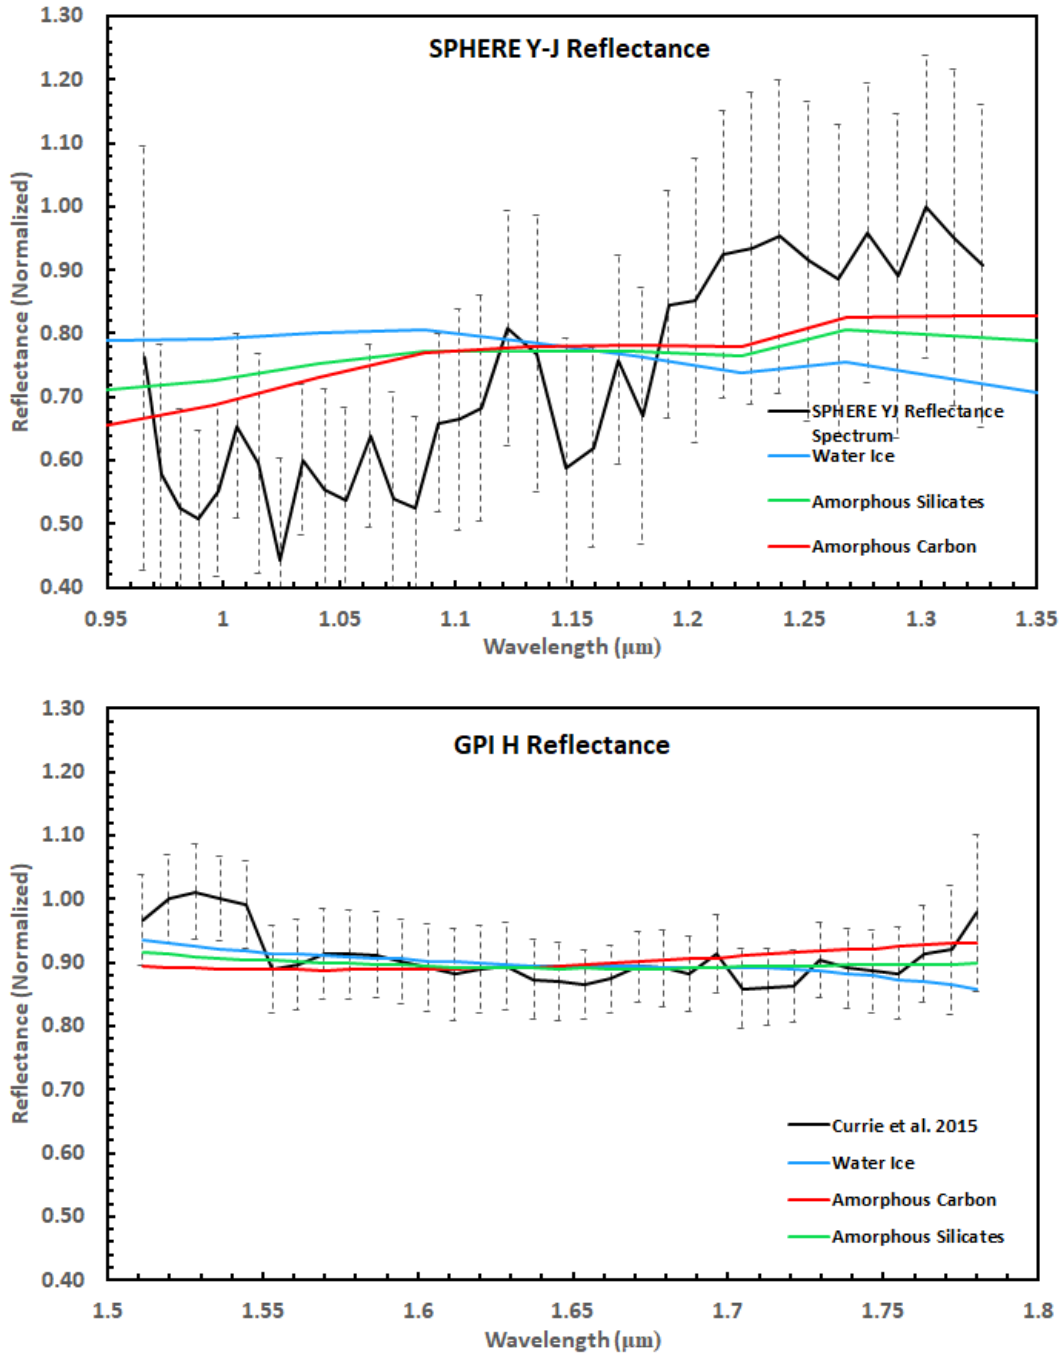 1.30
SPHERE Y-J Reflectance
1.20
1.10
1.00
0.90
0.80
0.70
0.60
0.50
0.40
Reflectance (Normalized)
SPHERE YJ Reflectance
Spectrum
Water Ice
Amorphous Silicates
Amorphous Carbon
0.95 1 1.05 1.1 1.15 1.2 1.25 1.3 1.35
Wavelength (μm)
1.30
GPI H Reflectance
1.20
1.10
1.00
0.90
0.80
0.70
0.60
0.50
0.40
Reflectance (Normalized)
Currie et al. 2015
Water Ice
Amorphous Carbon
Amorphous Silicates
1.5 1.55 1.6 1.65 1.7 1.75 1.8
Wavelength (μm)